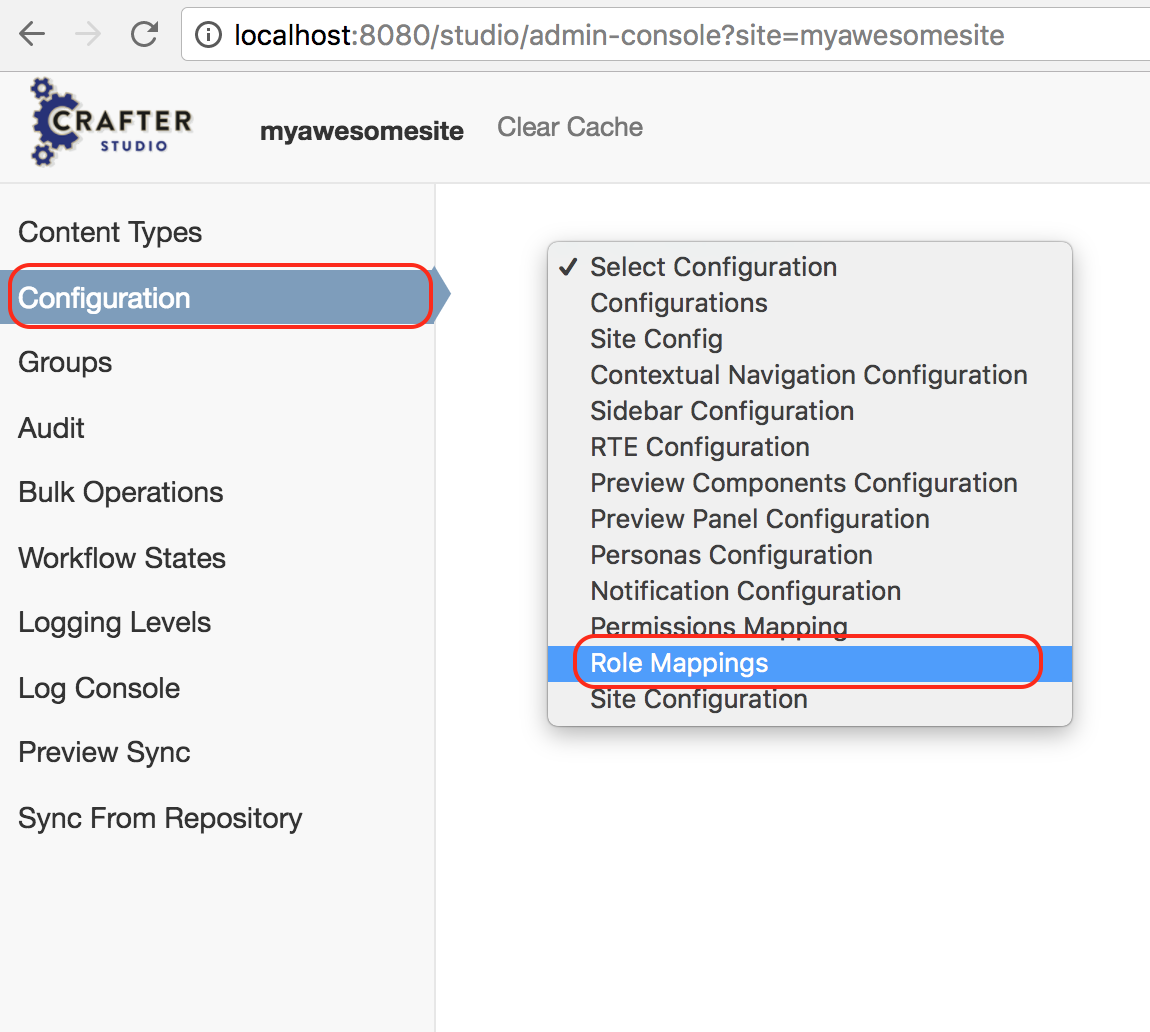 localhost:8080/studio/admin-console?site=myawesomesite
CRAFTER
STUDIO
myawesomesite
Clear Cache
Content Types
Configuration
Groups
Audit
Bulk Operations
Workflow States
Logging Levels
Log Console
Preview Sync
Sync From Repository
✓ Select Configuration
Configurations
Site Config
Contextual Navigation Configuration
Sidebar Configuration
RTE Configuration
Preview Components Configuration
Preview Panel Configuration
Personas Configuration
Notification Configuration
Permissions Mapping
Role Mappings
Site Configuration